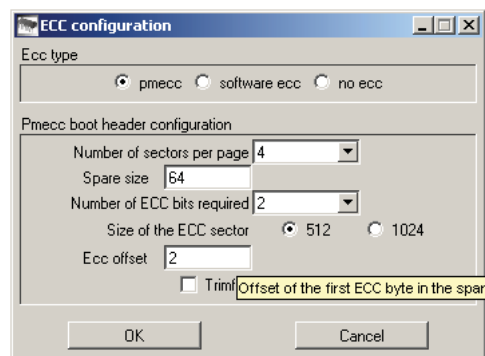 ECC configuration
Ecc type
pmecc software ecc no ecc
Pmecc boot header configuration
Number of sectors per page 4
Spare size 64
Number of ECC bits required 2
Size of the ECC sector 512 1024
Ecc offset 2
Offset of the first ECC byte in the
OK Cancel